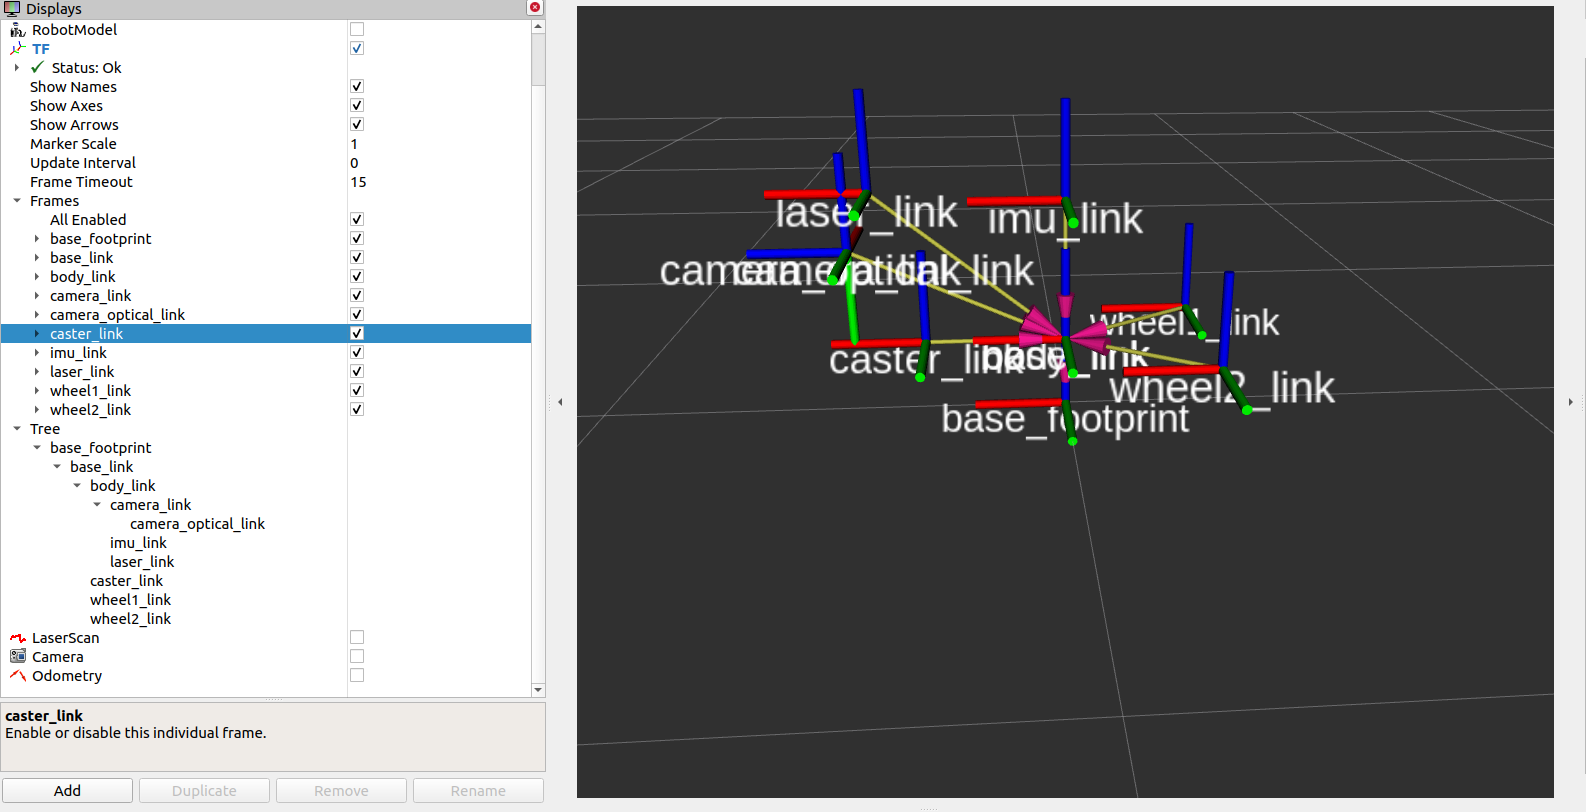 Displays
RobotModel
TF
Status: Ok
Show Names
Show Axes
Show Arrows
Marker Scale 1
Update Interval 0
Frame Timeout 15
Frames
All Enabled
base_footprint
base_link
body_link
camera_link
camera_optical_link
caster_link
imu_link
laser_link
wheel1_link
wheel2_link
Tree
base_footprint
base_link
body_link
camera_link
camera_optical_link
imu_link
laser_link
caster_link
wheel1_link
wheel2_link
LaserScan
Camera
Odometry
caster_link
Enable or disable this individual frame.
Add Duplicate Remove Rename
laser_link
imu_link
camera_optical_link
wheel1_link
caster_link
wheel2_link
base_footprint